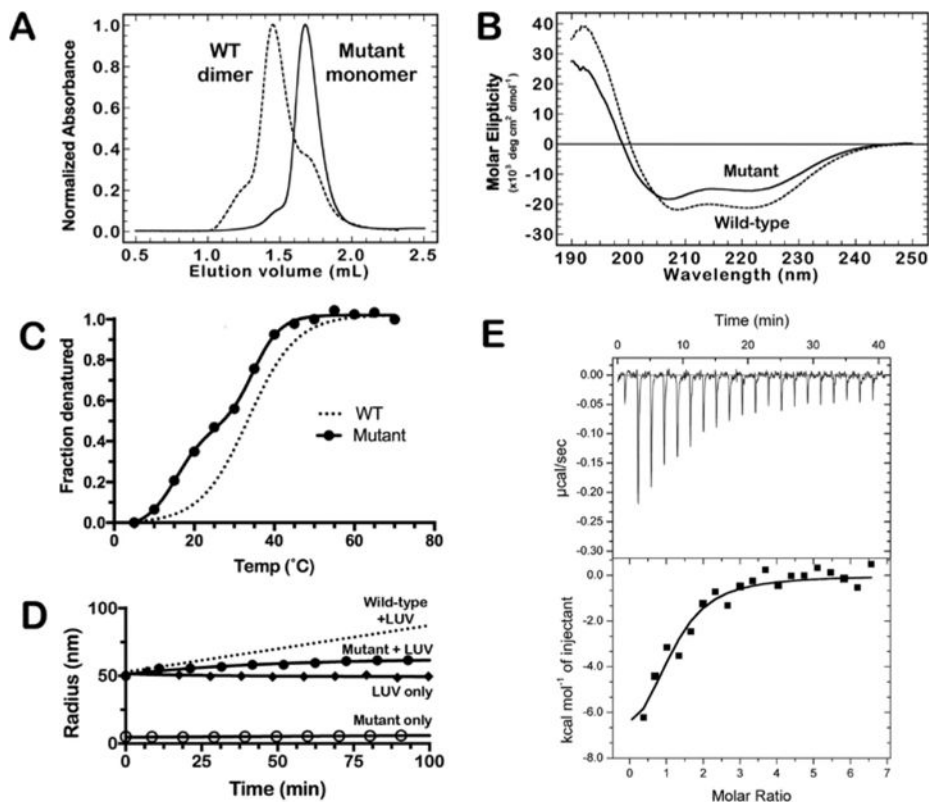 A
WT
dimer
Mutant
monomer
Normalized Absorbance
1.0
0.8
0.6
0.4
0.2
0.0
0.5 1.0 1.5 2.0 2.5
Elution volume (mL)
B
Molar Elipticity
(x10³ deg cm² dmol⁻¹)
40
30
20
10
0
-10
-20
-30
Mutant
Wild-type
190 200 210 220 230 240 250
Wavelength (nm)
C
Fraction denatured
1.0
0.8
0.6
0.4
0.2
0.0
WT
Mutant
0 20 40 60 80
Temp (˚C)
D
Radius (nm)
100
50
0
Wild-type
+LUV
Mutant + LUV
LUV only
Mutant only
0 25 50 75 100
Time (min)
E
Time (min)
0 10 20 30 40
µcal/sec
0.00
-0.05
-0.10
-0.15
-0.20
-0.25
-0.30
kcal mol⁻¹ of injectant
0.0
-2.0
-4.0
-6.0
-8.0
0 1 2 3 4 5 6 7
Molar Ratio